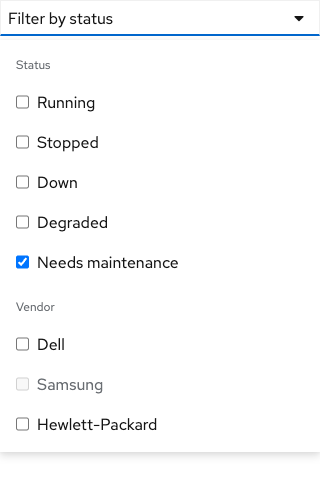 Filter by status
Status
Running
Stopped
Down
Degraded
Needs maintenance
Vendor
Dell
Samsung
Hewlett-Packard